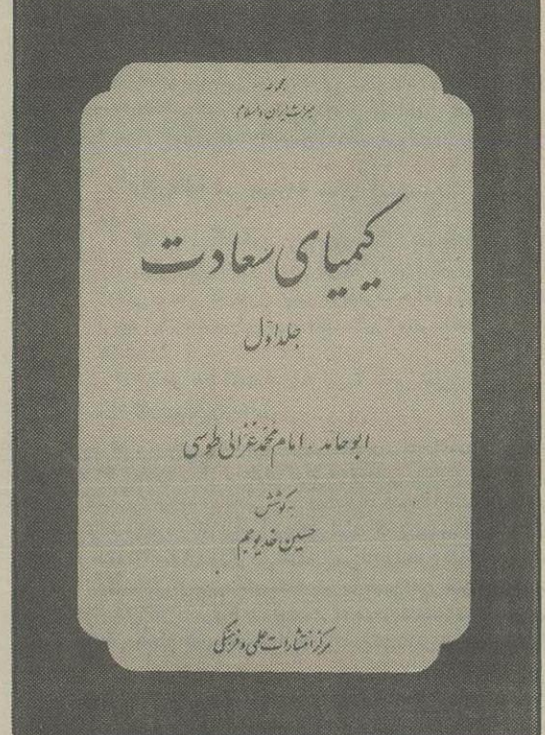 مجموعه
میراث ایران و اسلام
کیمیای سعادت
جلد اول
ابوحامد . امام محمد غزالی طوسی
به کوشش
حسین خدیوجم
مرکز انتشارات علمی و فرهنگی